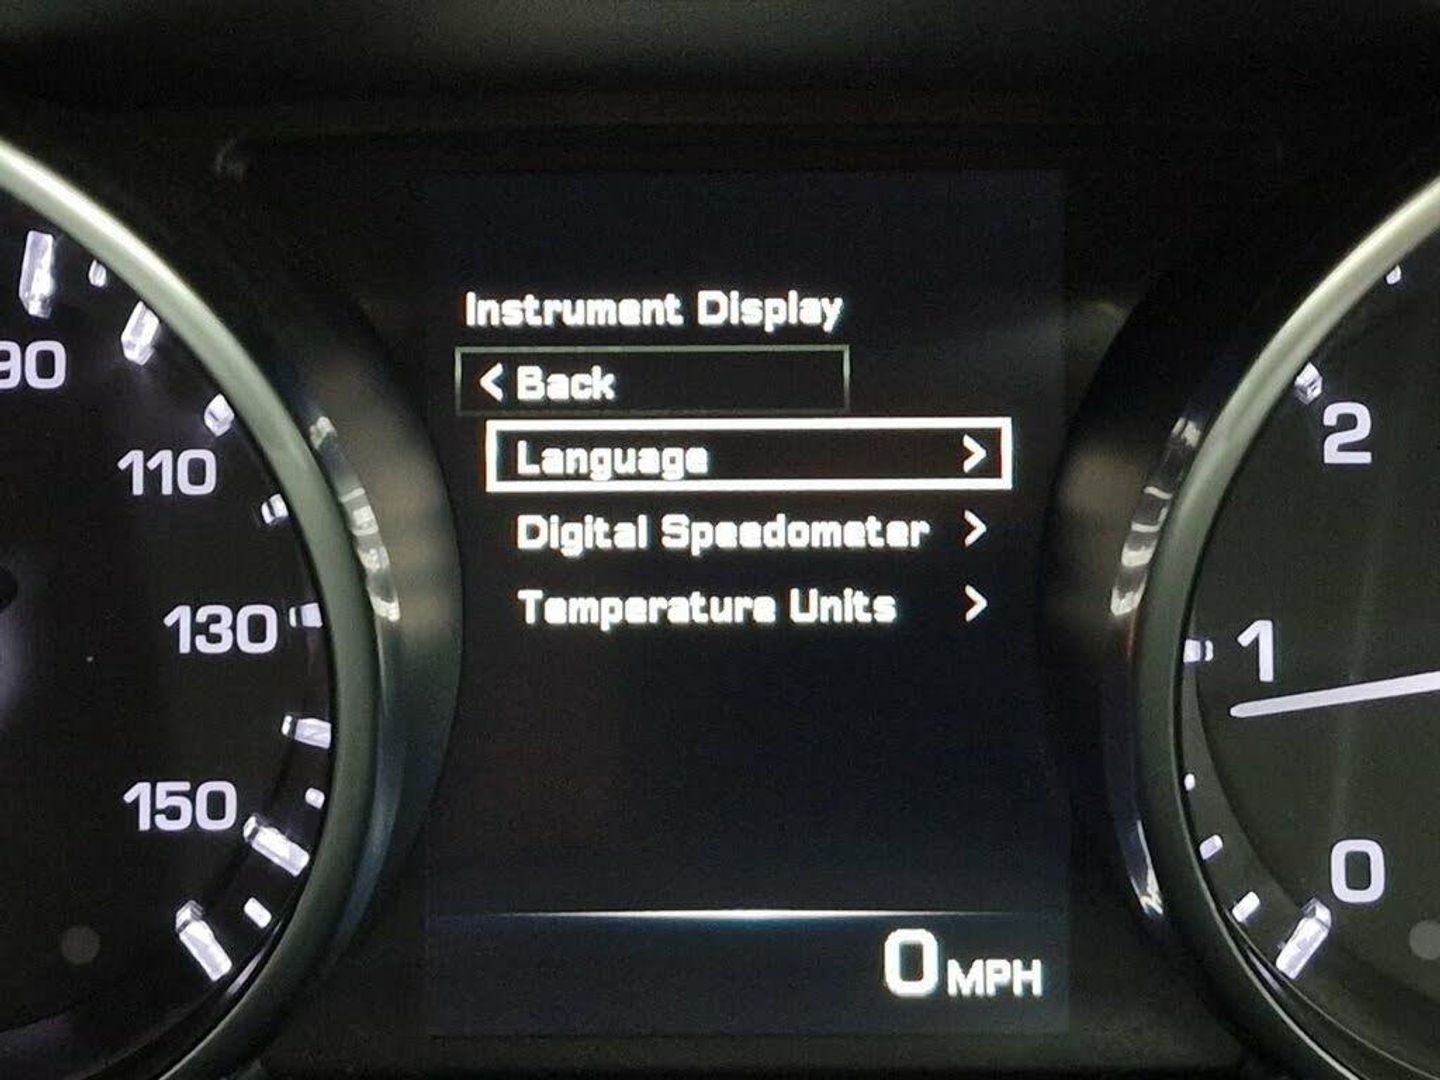 Instrument Display
< Back
Language >
Digital Speedometer >
Temperature Units >
0 MPH
90
110
130
150
2
1
0